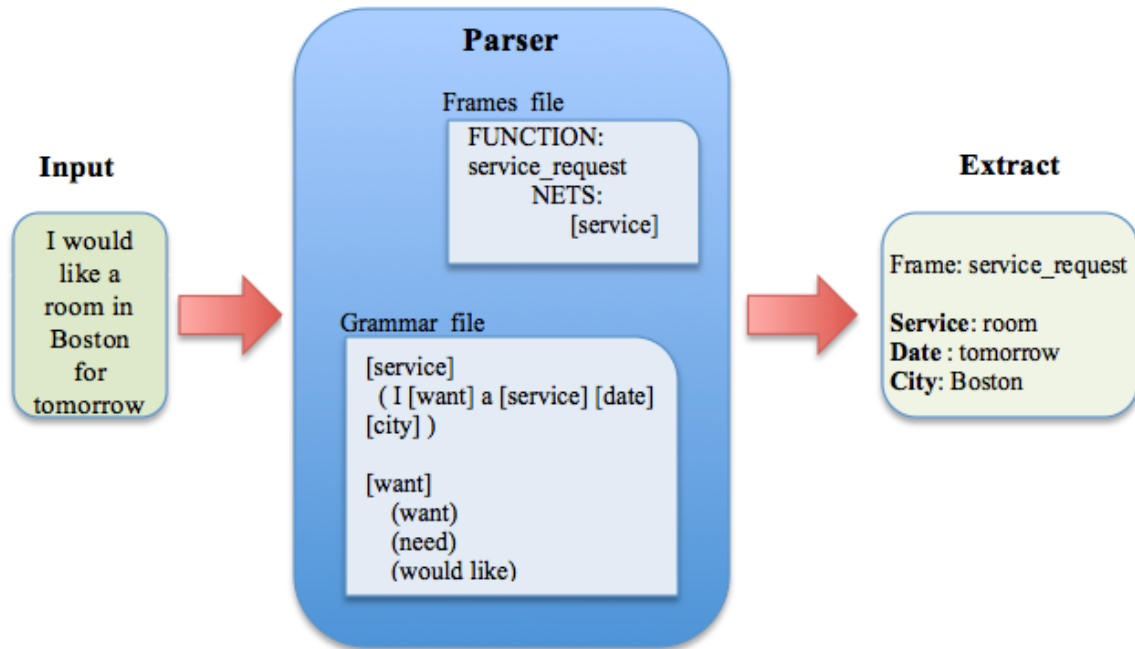 Input
I would
like a
room in
Boston
for
tomorrow
Parser
Frames file
FUNCTION:
service_request
NETS:
[service]
Grammar file
[service]
( I [want] a [service] [date]
[city] )
[want]
(want)
(need)
(would like)
Extract
Frame: service_request
Service: room
Date : tomorrow
City: Boston